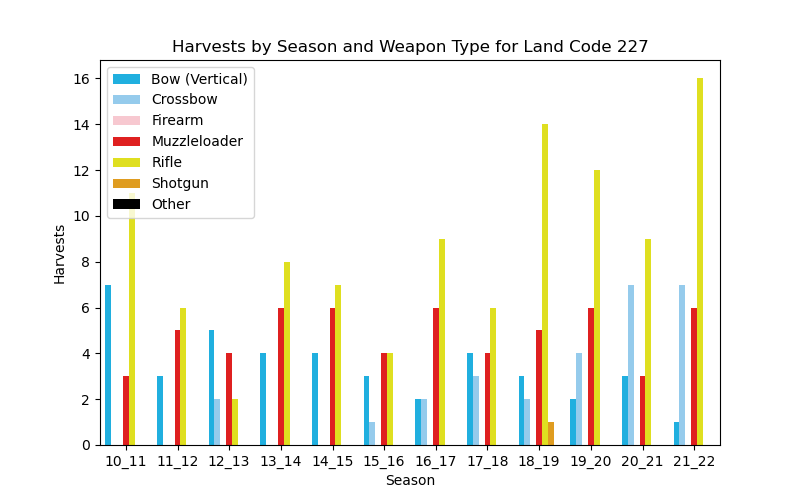 Harvests by Season and Weapon Type for Land Code 227
Bow (Vertical)
Crossbow
Firearm
Muzzleloader
Rifle
Shotgun
Other
16
14
12
10
8
6
4
2
0
Harvests
10_11 11_12 12_13 13_14 14_15 15_16 16_17 17_18 18_19 19_20 20_21 21_22
Season